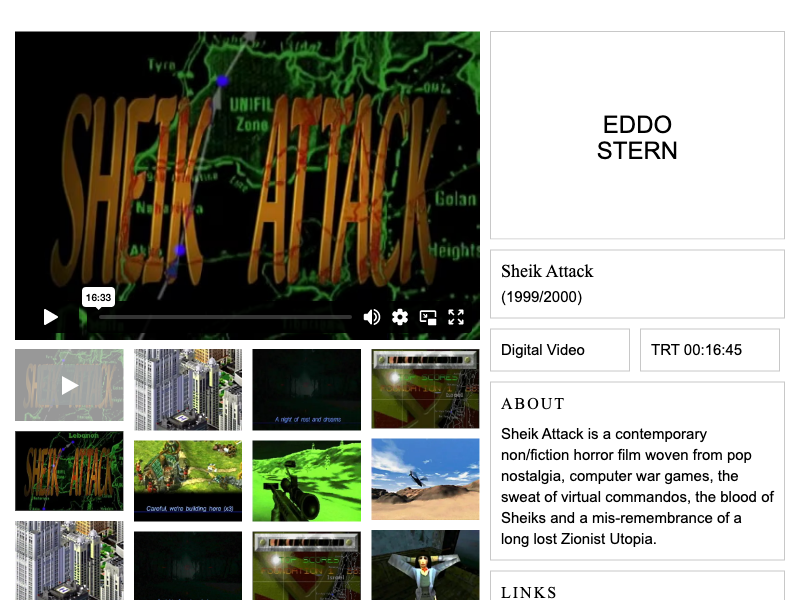 Tyre
UNIFIL
Zone
SHEIK ATTACK
Golan
Heights
16:33
EDDO
STERN
Sheik Attack
(1999/2000)
Digital Video
TRT 00:16:45
ABOUT
Sheik Attack is a contemporary
non/fiction horror film woven from pop
nostalgia, computer war games, the
sweat of virtual commandos, the blood of
Sheiks and a mis-remembrance of a
long lost Zionist Utopia.
LINKS
A night of rest and dreams
Lebanon
SHEIK ATTACK
Careful, we're building here (x3)